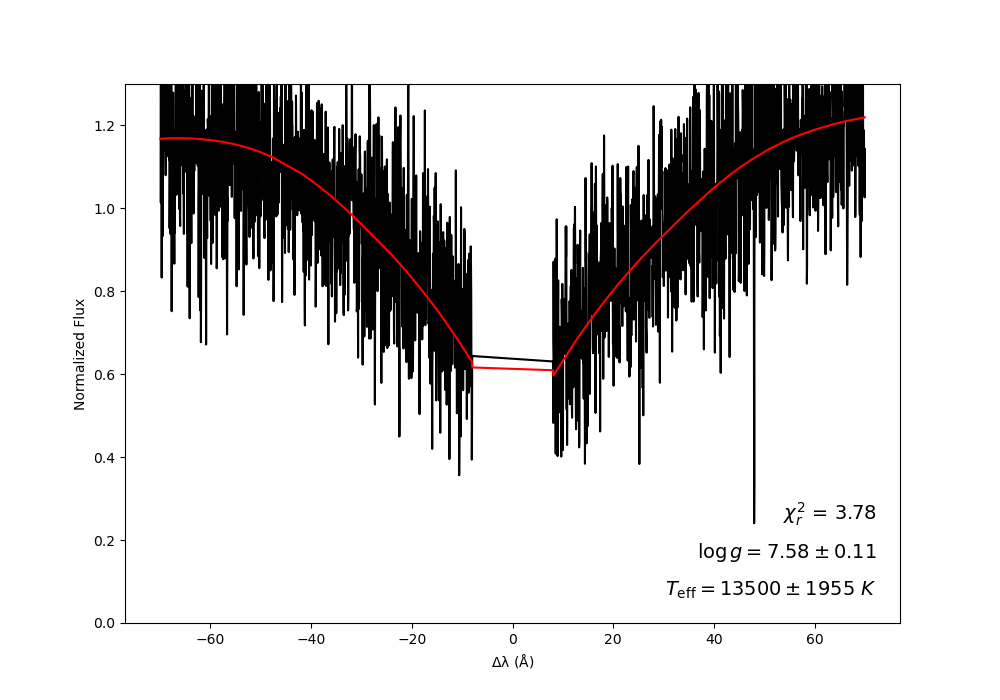 Normalized Flux
1.2
1.0
0.8
0.6
0.4
0.2
0.0
χ²ᵣ = 3.78
log g = 7.58 ± 0.11
T_eff = 13500 ± 1955 K
−60 −40 −20 0 20 40 60
Δλ (Å)